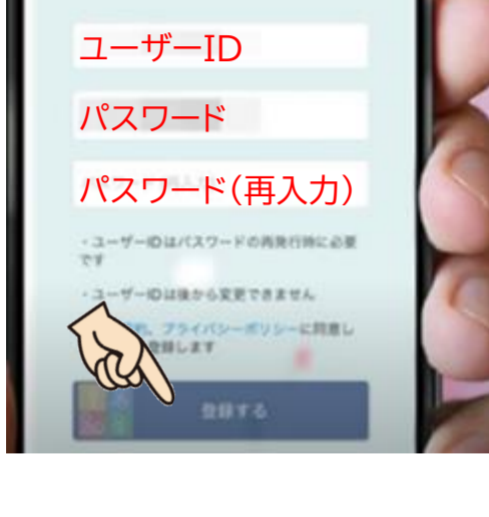 ユーザーID
パスワード
パスワード（再入力）
・ユーザーIDはパスワードの再発行時に必要
です
・ユーザーIDは後から変更できません
約、プライバシーポリシーに同意し
登録します
登録する